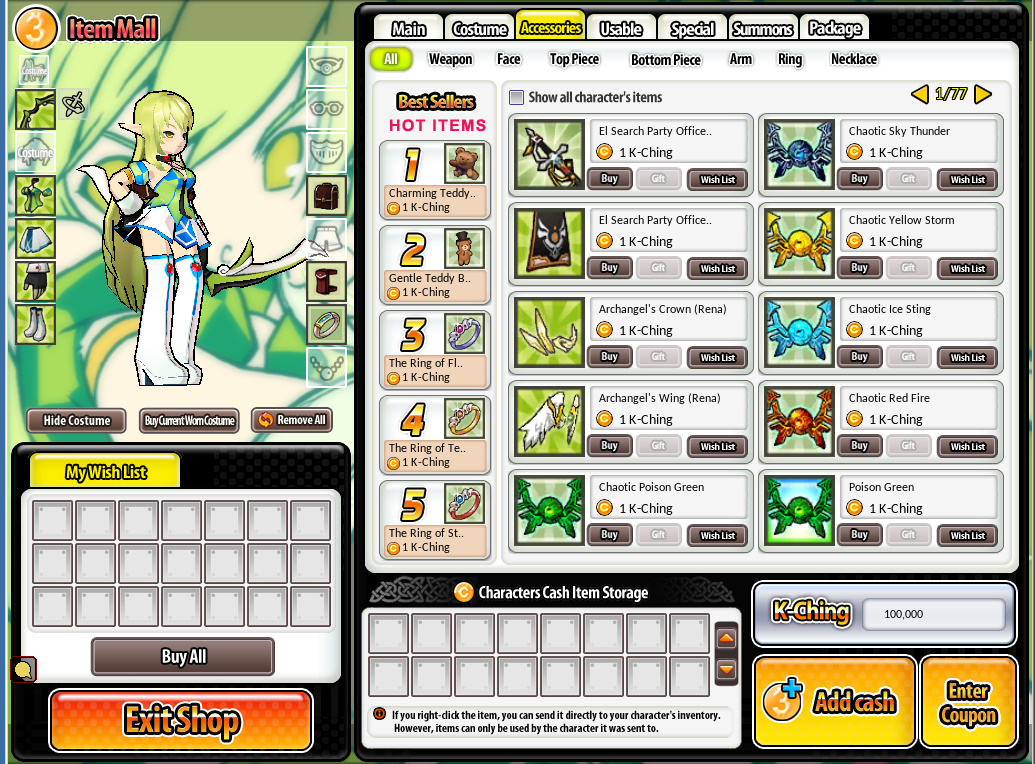 3 Item Mall
Costume
Costume
Hide Costume
Buy Current Worn Costume
Remove All
My Wish List
Buy All
Exit Shop
Main
Costume
Accessories
Usable
Special
Summons
Package
All
Weapon
Face
Top Piece
Bottom Piece
Arm
Ring
Necklace
Best Sellers
HOT ITEMS
1
Charming Teddy..
C 1 K-Ching
2
Gentle Teddy B..
C 1 K-Ching
3
The Ring of Fl..
C 1 K-Ching
4
The Ring of Te..
C 1 K-Ching
5
The Ring of St..
C 1 K-Ching
Show all character's items
1/77
El Search Party Office..
C 1 K-Ching
Buy Gift Wish List
Chaotic Sky Thunder
C 1 K-Ching
Buy Gift Wish List
El Search Party Office..
C 1 K-Ching
Buy Gift Wish List
Chaotic Yellow Storm
C 1 K-Ching
Buy Gift Wish List
Archangel's Crown (Rena)
C 1 K-Ching
Buy Gift Wish List
Chaotic Ice Sting
C 1 K-Ching
Buy Gift Wish List
Archangel's Wing (Rena)
C 1 K-Ching
Buy Gift Wish List
Chaotic Red Fire
C 1 K-Ching
Buy Gift Wish List
Chaotic Poison Green
C 1 K-Ching
Buy Gift Wish List
Poison Green
C 1 K-Ching
Buy Gift Wish List
C Characters Cash Item Storage
If you right-click the item, you can send it directly to your character's inventory.
However, items can only be used by the character it was sent to.
K-Ching 100,000
3 Add cash
Enter
Coupon